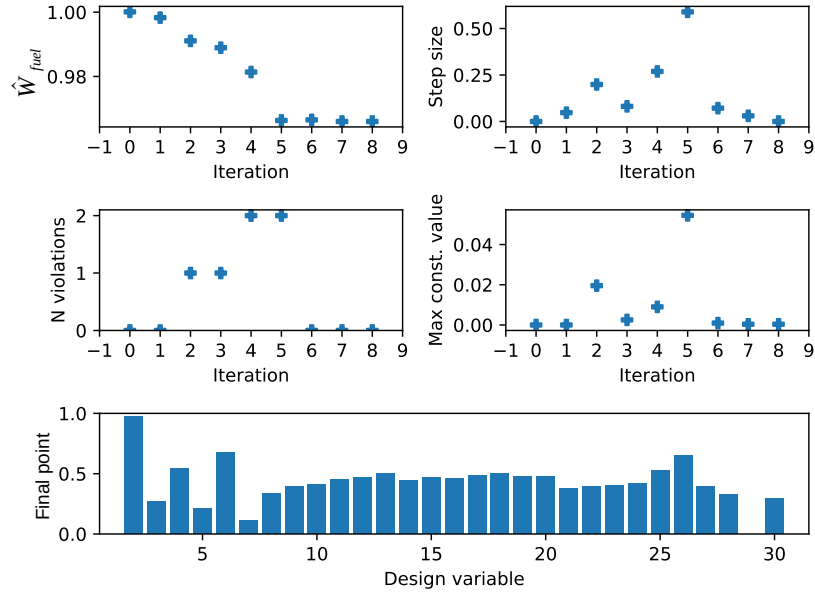 1.00
0.98
Ŵ fuel
−1 0 1 2 3 4 5 6 7 8 9
Iteration
0.50
0.25
0.00
Step size
−1 0 1 2 3 4 5 6 7 8 9
Iteration
2
1
0
N violations
−1 0 1 2 3 4 5 6 7 8 9
Iteration
0.04
0.02
0.00
Max const. value
−1 0 1 2 3 4 5 6 7 8 9
Iteration
1.0
0.5
0.0
Final point
5 10 15 20 25 30
Design variable